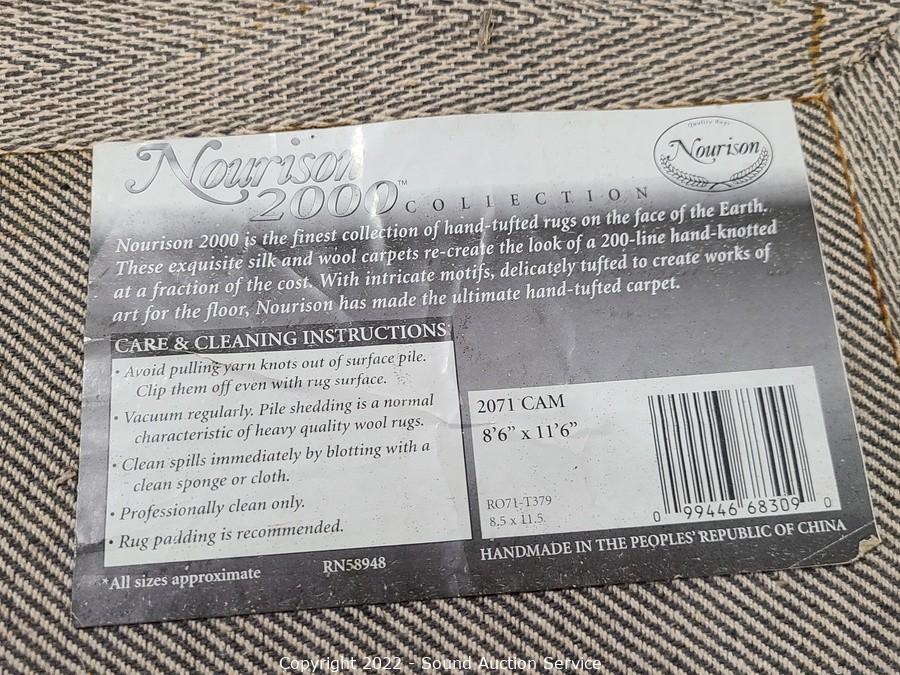 Nourison
2000™ COLLECTION
Quality Rugs
Nourison
Nourison 2000 is the finest collection of hand-tufted rugs on the face of the Earth.
These exquisite silk and wool carpets re-create the look of a 200-line hand-knotted
at a fraction of the cost. With intricate motifs, delicately tufted to create works of
art for the floor, Nourison has made the ultimate hand-tufted carpet.
CARE & CLEANING INSTRUCTIONS
• Avoid pulling yarn knots out of surface pile.
Clip them off even with rug surface.
• Vacuum regularly. Pile shedding is a normal
characteristic of heavy quality wool rugs.
• Clean spills immediately by blotting with a
clean sponge or cloth.
• Professionally clean only.
• Rug padding is recommended.
*All sizes approximate
RN58948
2071 CAM
8'6" x 11'6"
RO71-T379
8.5 x 11.5
0 99446 68309 0
HANDMADE IN THE PEOPLES' REPUBLIC OF CHINA
Copyright 2022 - Sound Auction Service